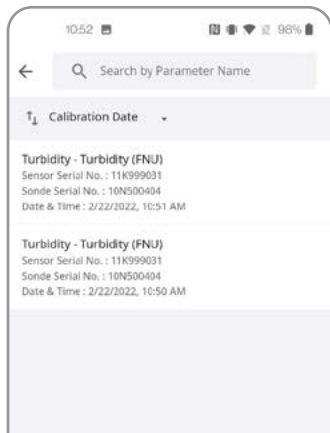 10:52
98%
Search by Parameter Name
Calibration Date
Turbidity - Turbidity (FNU)
Sensor Serial No. : 11K999031
Sonde Serial No. : 10N500404
Date & Time : 2/22/2022, 10:51 AM
Turbidity - Turbidity (FNU)
Sensor Serial No. : 11K999031
Sonde Serial No. : 10N500404
Date & Time : 2/22/2022, 10:50 AM